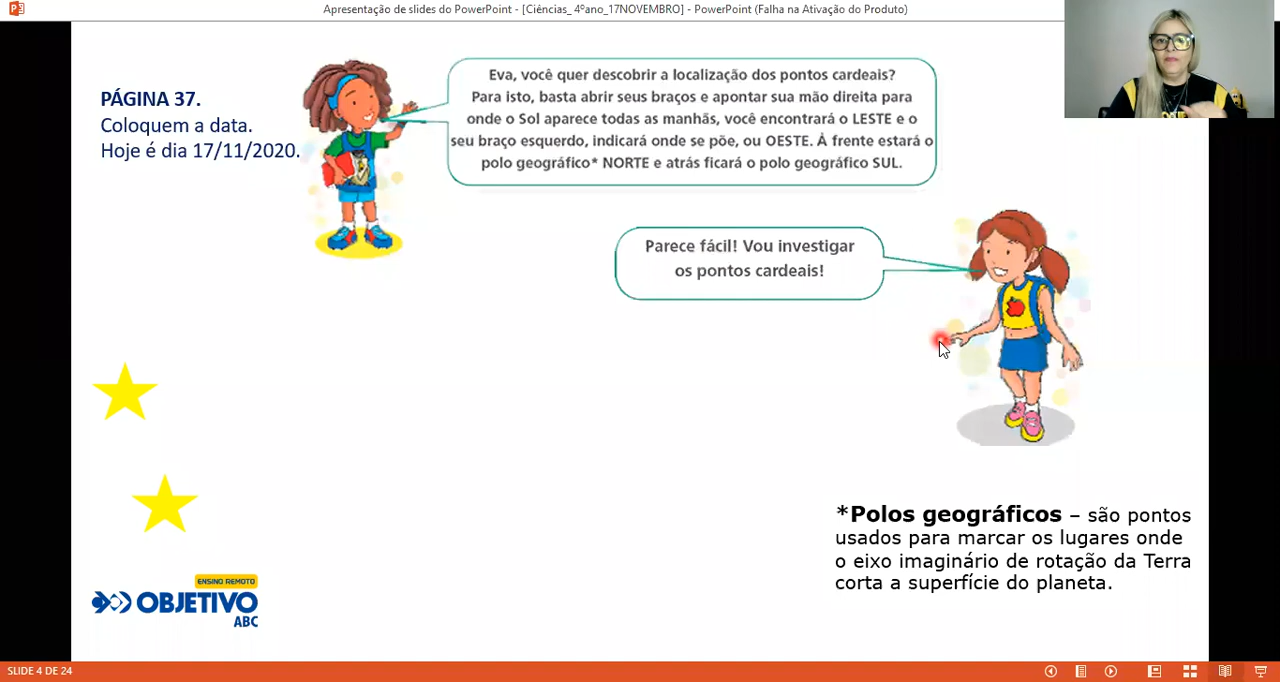 Apresentação de slides do PowerPoint - [Ciências_ 4ºano_17NOVEMBRO] - PowerPoint (Falha na Ativação do Produto)
PÁGINA 37.
Coloquem a data.
Hoje é dia 17/11/2020.
Eva, você quer descobrir a localização dos pontos cardeais?
Para isto, basta abrir seus braços e apontar sua mão direita para
onde o Sol aparece todas as manhãs, você encontrará o LESTE e o
seu braço esquerdo, indicará onde se põe, ou OESTE. À frente estará o
polo geográfico* NORTE e atrás ficará o polo geográfico SUL.
Parece fácil! Vou investigar
os pontos cardeais!
*Polos geográficos – são pontos
usados para marcar os lugares onde
o eixo imaginário de rotação da Terra
corta a superfície do planeta.
ENSINO REMOTO
OBJETIVO
ABC
SLIDE 4 DE 24